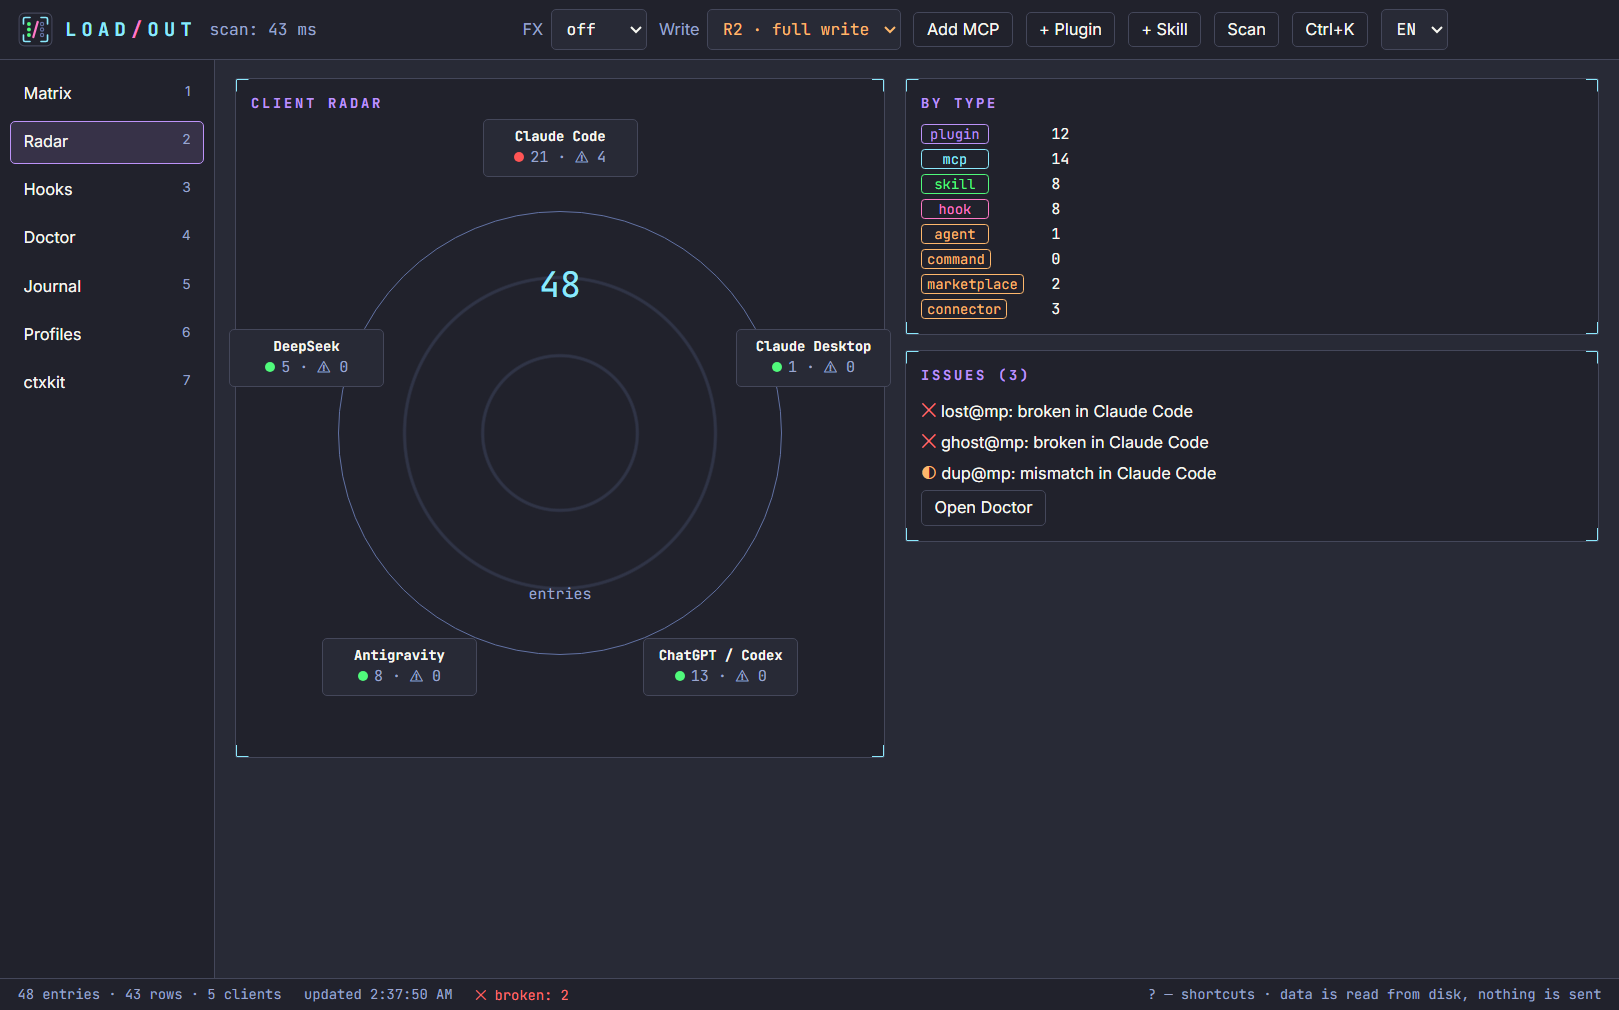 LOAD/OUT scan: 43 ms FX off Write R2 · full write Add MCP + Plugin + Skill Scan Ctrl+K EN
Matrix 1
Radar 2
Hooks 3
Doctor 4
Journal 5
Profiles 6
ctxkit 7
CLIENT RADAR
Claude Code
21 · ⚠ 4
48
DeepSeek
5 · ⚠ 0
Claude Desktop
1 · ⚠ 0
entries
Antigravity
8 · ⚠ 0
ChatGPT / Codex
13 · ⚠ 0
BY TYPE
plugin 12
mcp 14
skill 8
hook 8
agent 1
command 0
marketplace 2
connector 3
ISSUES (3)
lost@mp: broken in Claude Code
ghost@mp: broken in Claude Code
dup@mp: mismatch in Claude Code
Open Doctor
48 entries · 43 rows · 5 clients updated 2:37:50 AM broken: 2 ? — shortcuts · data is read from disk, nothing is sent